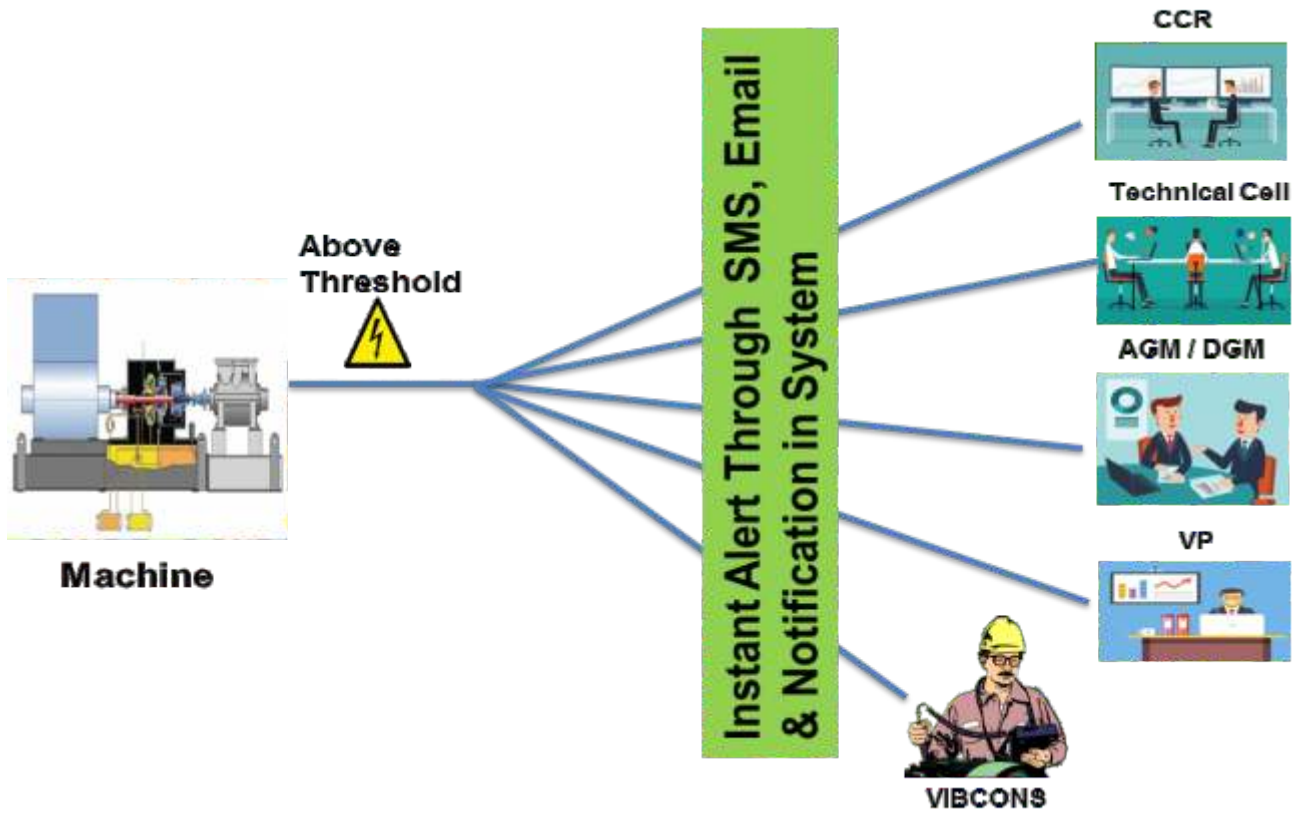 CCR
Technical Cell
Above
Threshold
AGM / DGM
Instant Alert Through SMS, Email
& Notification in System
VP
Machine
VIBCONS